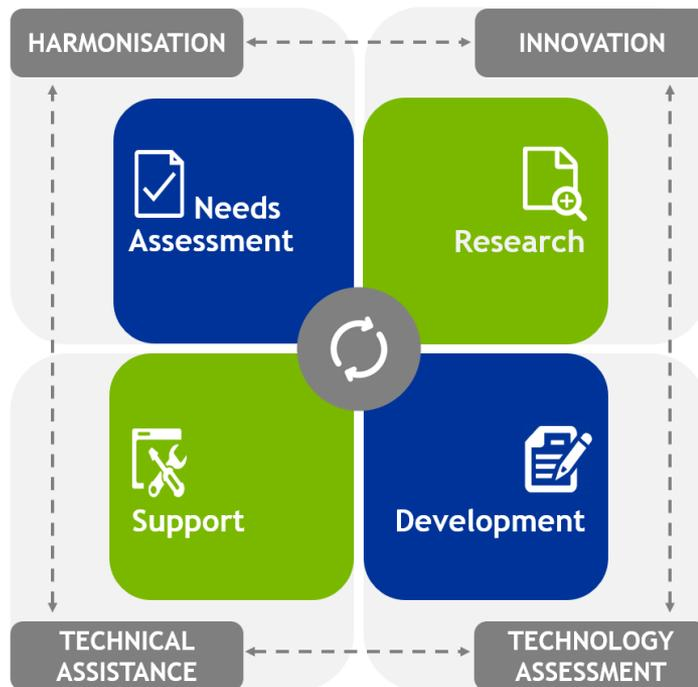 HARMONISATION
INNOVATION
Needs
Assessment
Research
Support
Development
TECHNICAL
ASSISTANCE
TECHNOLOGY
ASSESSMENT